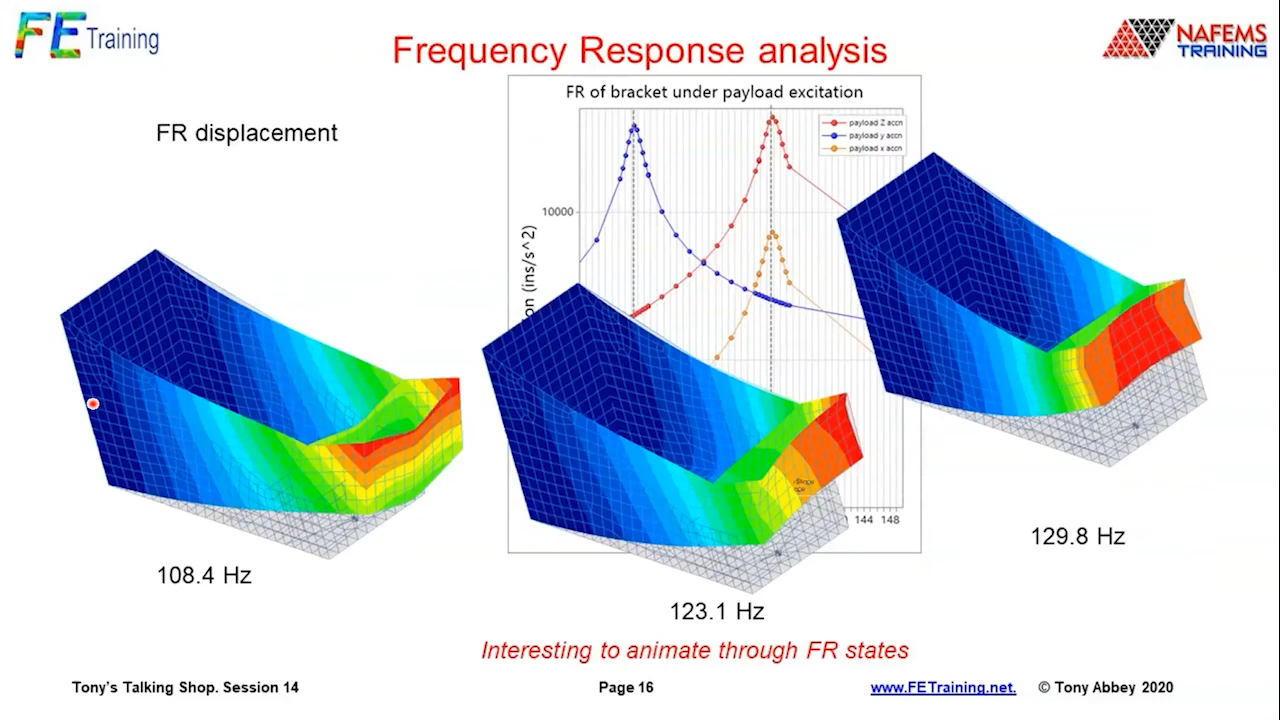 FE Training
Frequency Response analysis
NAFEMS
TRAINING
FR of bracket under payload excitation
FR displacement
payload Z accn
payload y accn
payload x accn
10000
on (ins/s^2)
144 148
129.8 Hz
108.4 Hz
123.1 Hz
Interesting to animate through FR states
Tony's Talking Shop. Session 14
Page 16
www.FETraining.net. © Tony Abbey 2020